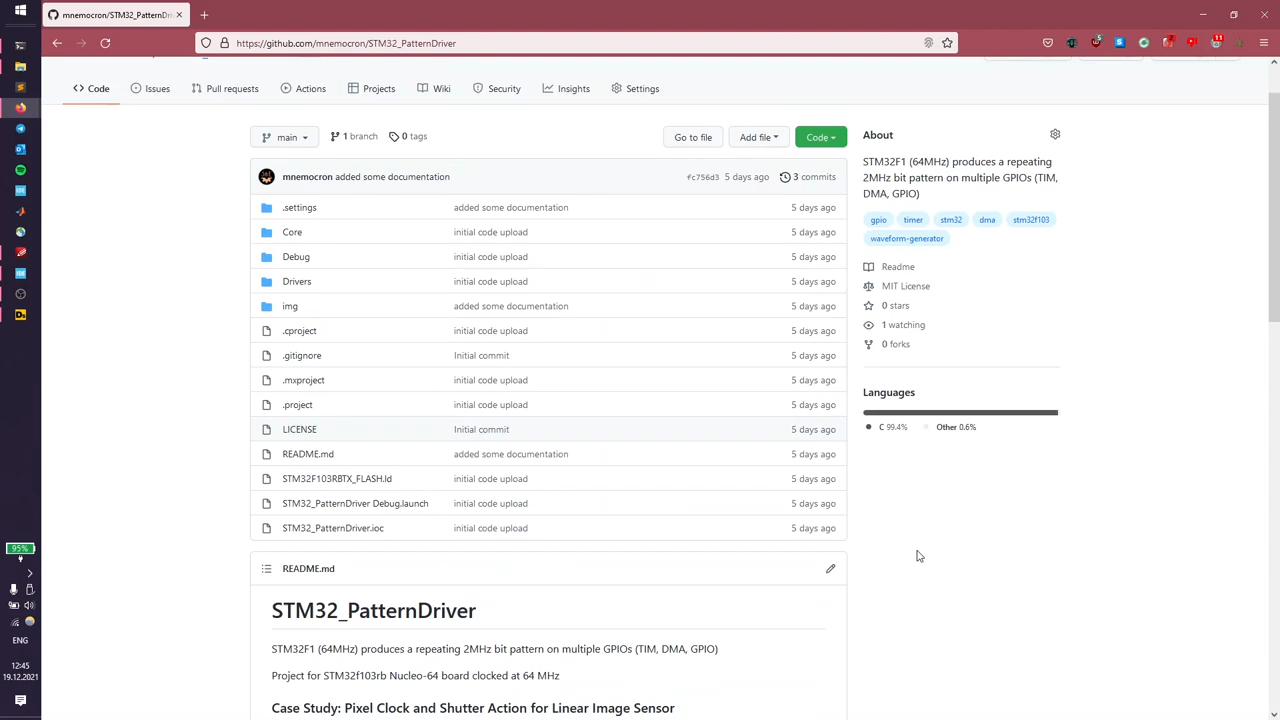 mnemocron/STM32_PatternDri
https://github.com/mnemocron/STM32_PatternDriver
5
11
Code
Issues
Pull requests
Actions
Projects
Wiki
Security
Insights
Settings
main
1 branch
0 tags
Go to file
Add file
Code
mnemocron added some documentation
fc756d3 5 days ago
3 commits
.settings added some documentation 5 days ago
Core initial code upload 5 days ago
Debug initial code upload 5 days ago
Drivers initial code upload 5 days ago
img added some documentation 5 days ago
.cproject initial code upload 5 days ago
.gitignore Initial commit 5 days ago
.mxproject initial code upload 5 days ago
.project initial code upload 5 days ago
LICENSE Initial commit 5 days ago
README.md added some documentation 5 days ago
STM32F103RBTX_FLASH.ld initial code upload 5 days ago
STM32_PatternDriver Debug.launch initial code upload 5 days ago
STM32_PatternDriver.ioc initial code upload 5 days ago
README.md
STM32_PatternDriver
STM32F1 (64MHz) produces a repeating 2MHz bit pattern on multiple GPIOs (TIM, DMA, GPIO)
Project for STM32f103rb Nucleo-64 board clocked at 64 MHz
Case Study: Pixel Clock and Shutter Action for Linear Image Sensor
About
STM32F1 (64MHz) produces a repeating
2MHz bit pattern on multiple GPIOs (TIM,
DMA, GPIO)
gpio timer stm32 dma stm32f103
waveform-generator
Readme
MIT License
0 stars
1 watching
0 forks
Languages
C 99.4% Other 0.6%
95%
ENG
12:45
19.12.2021